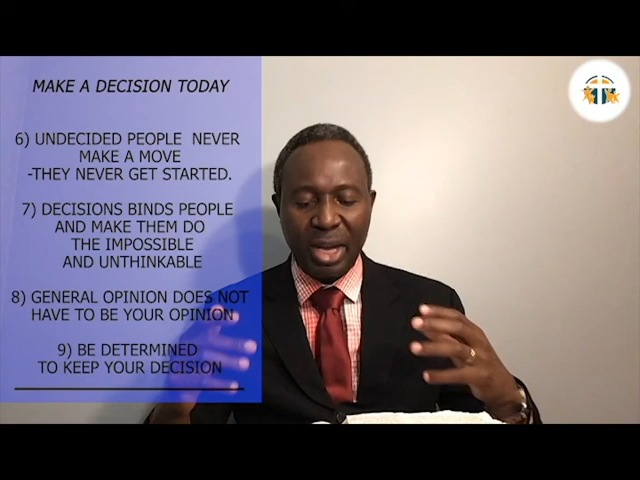 MAKE A DECISION TODAY
6) UNDECIDED PEOPLE NEVER
MAKE A MOVE
-THEY NEVER GET STARTED.
7) DECISIONS BINDS PEOPLE
AND MAKE THEM DO
THE IMPOSSIBLE
AND UNTHINKABLE
8) GENERAL OPINION DOES NOT
HAVE TO BE YOUR OPINION
9) BE DETERMINED
TO KEEP YOUR DECISION